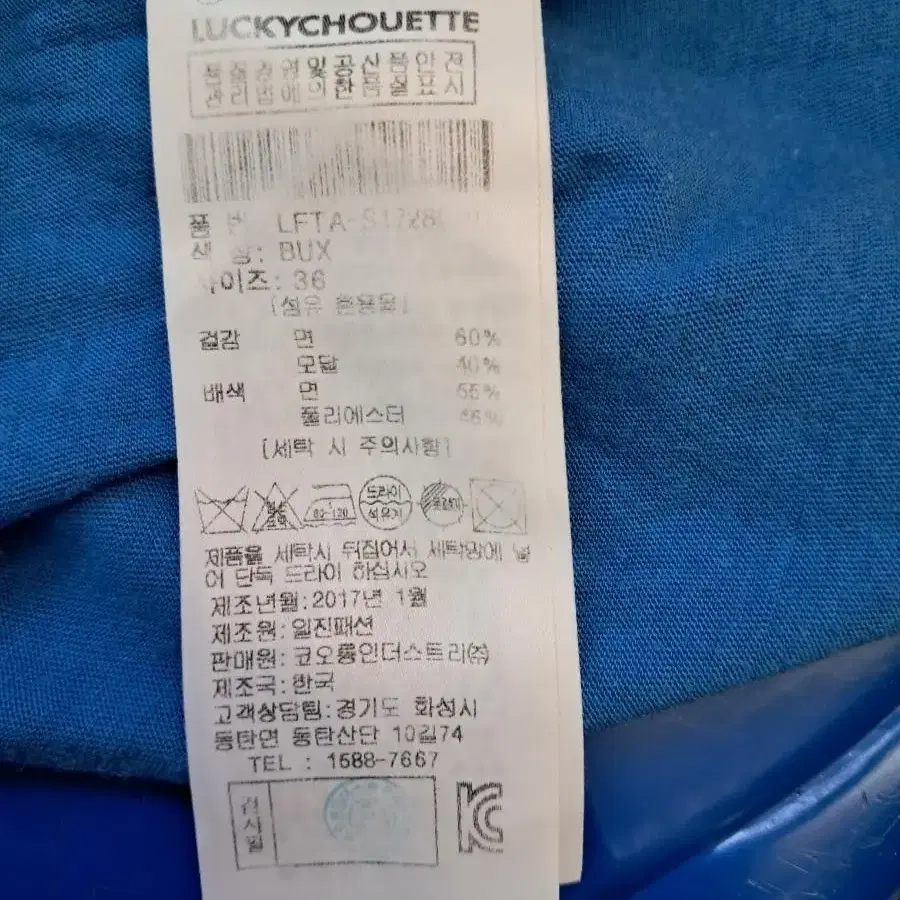 LUCKYCHOUETTE
품질경영 및 공산품안전
관리법에 의한 품질표시
품 번: LFTA-S1728
색 상: BUX
사이즈: 36
[섬유 혼용율]
겉감 면 60%
모달 40%
배색 면 55%
폴리에스터 45%
[세탁 시 주의사항]
80-120
드라이
석유계
제품을 세탁시 뒤집어서 세탁망에 넣
어 단독 드라이 하십시오
제조년월:2017년 1월
제조원:일진패션
판매원:코오롱인더스트리㈜
제조국:한국
고객상담팀:경기도 화성시
동탄면 동탄산단 10길74
TEL : 1588-7667
검사필